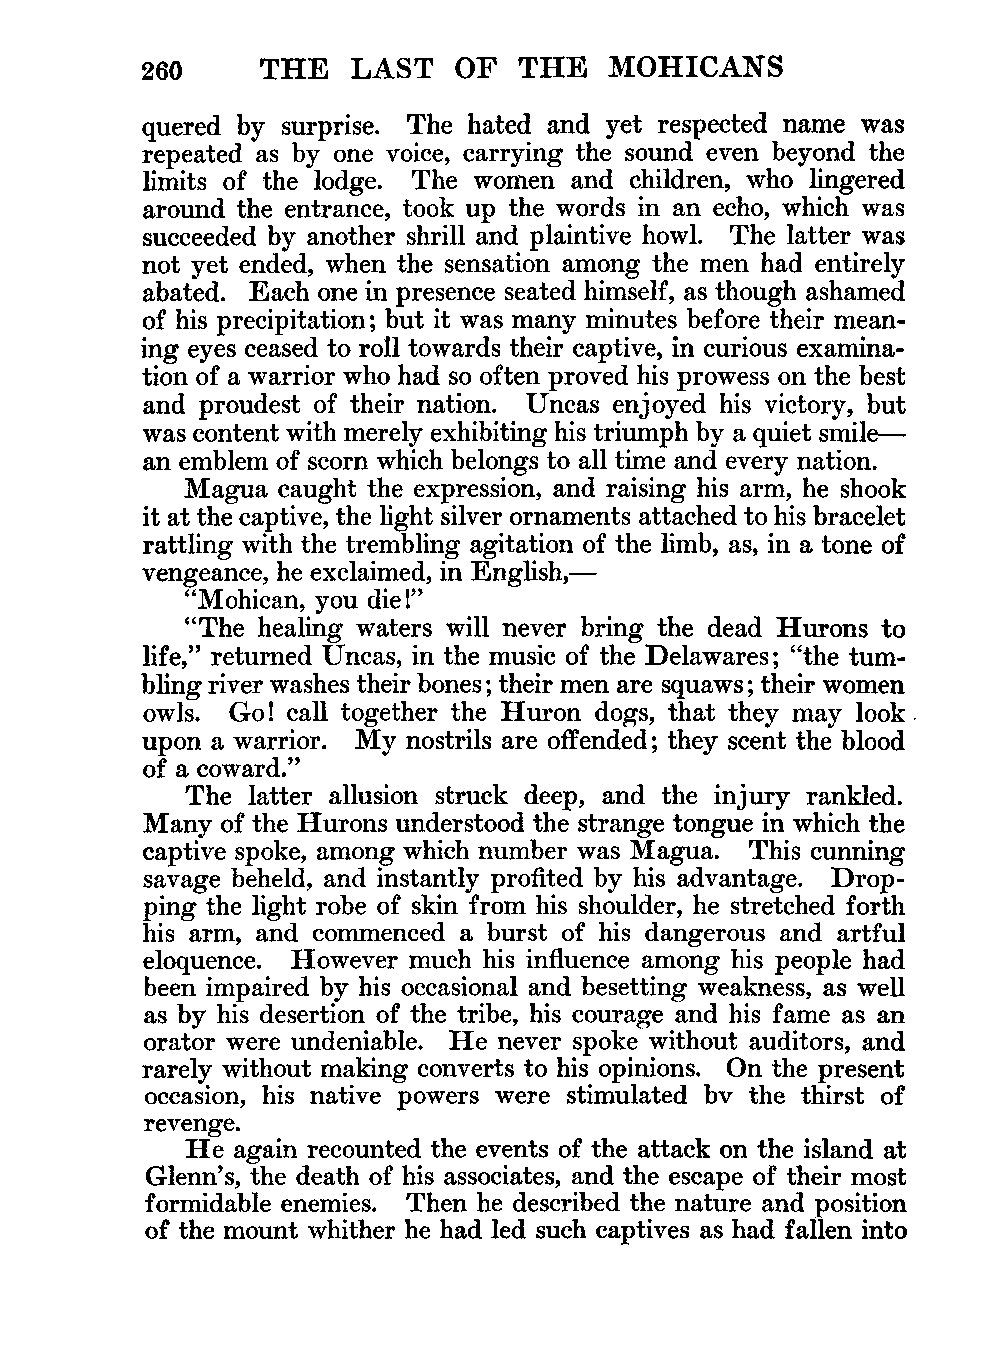 260 THE LAST OF THE MOHICANS
quered by surprise. The hated and yet respected name was
repeated as by one voice, carrying the sound even beyond the
limits of the lodge. The women and children, who lingered
around the entrance, took up the words in an echo, which was
succeeded by another shrill and plaintive howl. The latter was
not yet ended, when the sensation among the men had entirely
abated. Each one in presence seated himself, as though ashamed
of his precipitation; but it was many minutes before their mean-
ing eyes ceased to roll towards their captive, in curious examina-
tion of a warrior who had so often proved his prowess on the best
and proudest of their nation. Uncas enjoyed his victory, but
was content with merely exhibiting his triumph by a quiet smile—
an emblem of scorn which belongs to all time and every nation.
Magua caught the expression, and raising his arm, he shook
it at the captive, the light silver ornaments attached to his bracelet
rattling with the trembling agitation of the limb, as, in a tone of
vengeance, he exclaimed, in English,—
“Mohican, you die!”
“The healing waters will never bring the dead Hurons to
life,” returned Uncas, in the music of the Delawares; “the tum-
bling river washes their bones; their men are squaws; their women
owls. Go! call together the Huron dogs, that they may look
upon a warrior. My nostrils are offended; they scent the blood
of a coward.”
The latter allusion struck deep, and the injury rankled.
Many of the Hurons understood the strange tongue in which the
captive spoke, among which number was Magua. This cunning
savage beheld, and instantly profited by his advantage. Drop-
ping the light robe of skin from his shoulder, he stretched forth
his arm, and commenced a burst of his dangerous and artful
eloquence. However much his influence among his people had
been impaired by his occasional and besetting weakness, as well
as by his desertion of the tribe, his courage and his fame as an
orator were undeniable. He never spoke without auditors, and
rarely without making converts to his opinions. On the present
occasion, his native powers were stimulated by the thirst of
revenge.
He again recounted the events of the attack on the island at
Glenn’s, the death of his associates, and the escape of their most
formidable enemies. Then he described the nature and position
of the mount whither he had led such captives as had fallen into